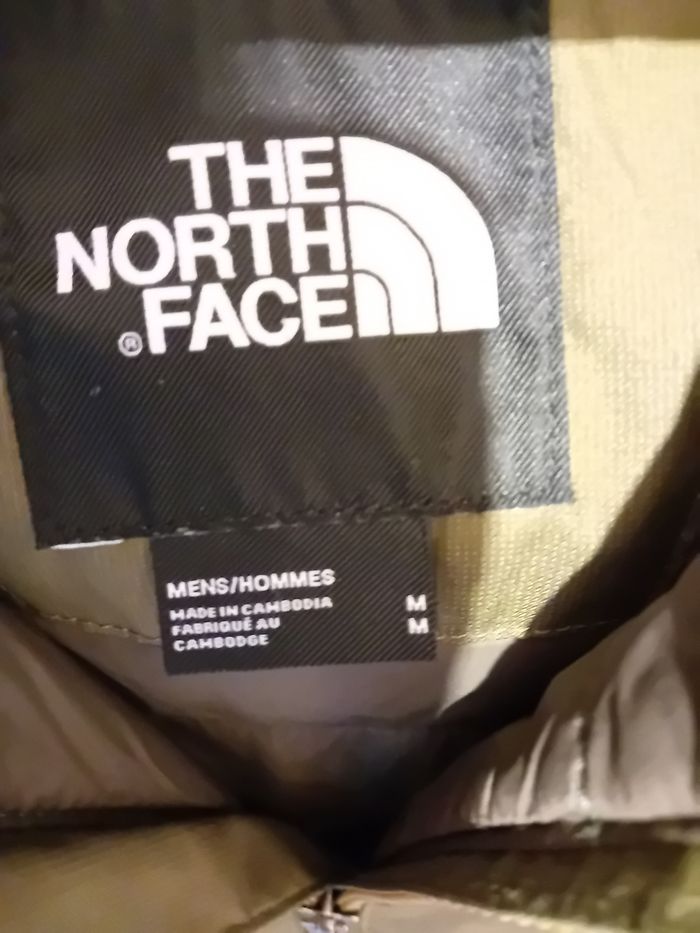 THE
NORTH
® FACE
MENS/HOMMES
MADE IN CAMBODIA M
FABRIQUÉ AU M
CAMBODGE